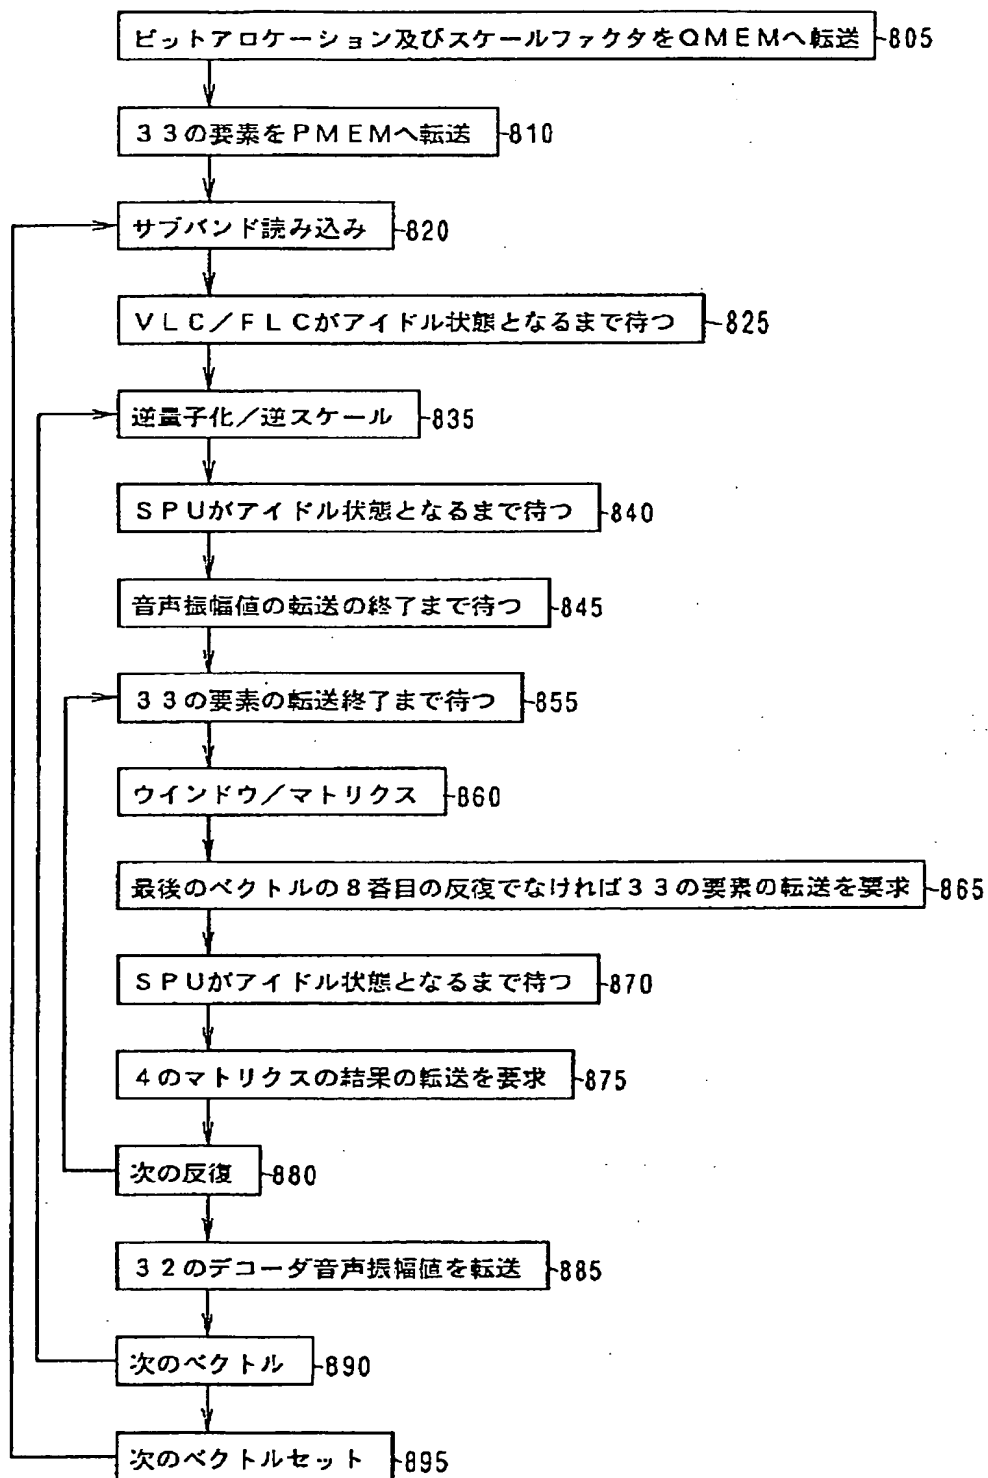 ビットアロケーション及びスケールファクタをQMEMへ転送 805
33の要素をPMEMへ転送 810
サブバンド読み込み 820
VLC/FLCがアイドル状態となるまで待つ 825
逆量子化/逆スケール 835
SPUがアイドル状態となるまで待つ 840
音声振幅値の転送の終了まで待つ 845
33の要素の転送終了まで待つ 855
ウインドウ/マトリクス 860
最後のベクトルの8番目の反復でなければ33の要素の転送を要求 865
SPUがアイドル状態となるまで待つ 870
4のマトリクスの結果の転送を要求 875
次の反復 880
32のデコーダ音声振幅値を転送 885
次のベクトル 890
次のベクトルセット 895